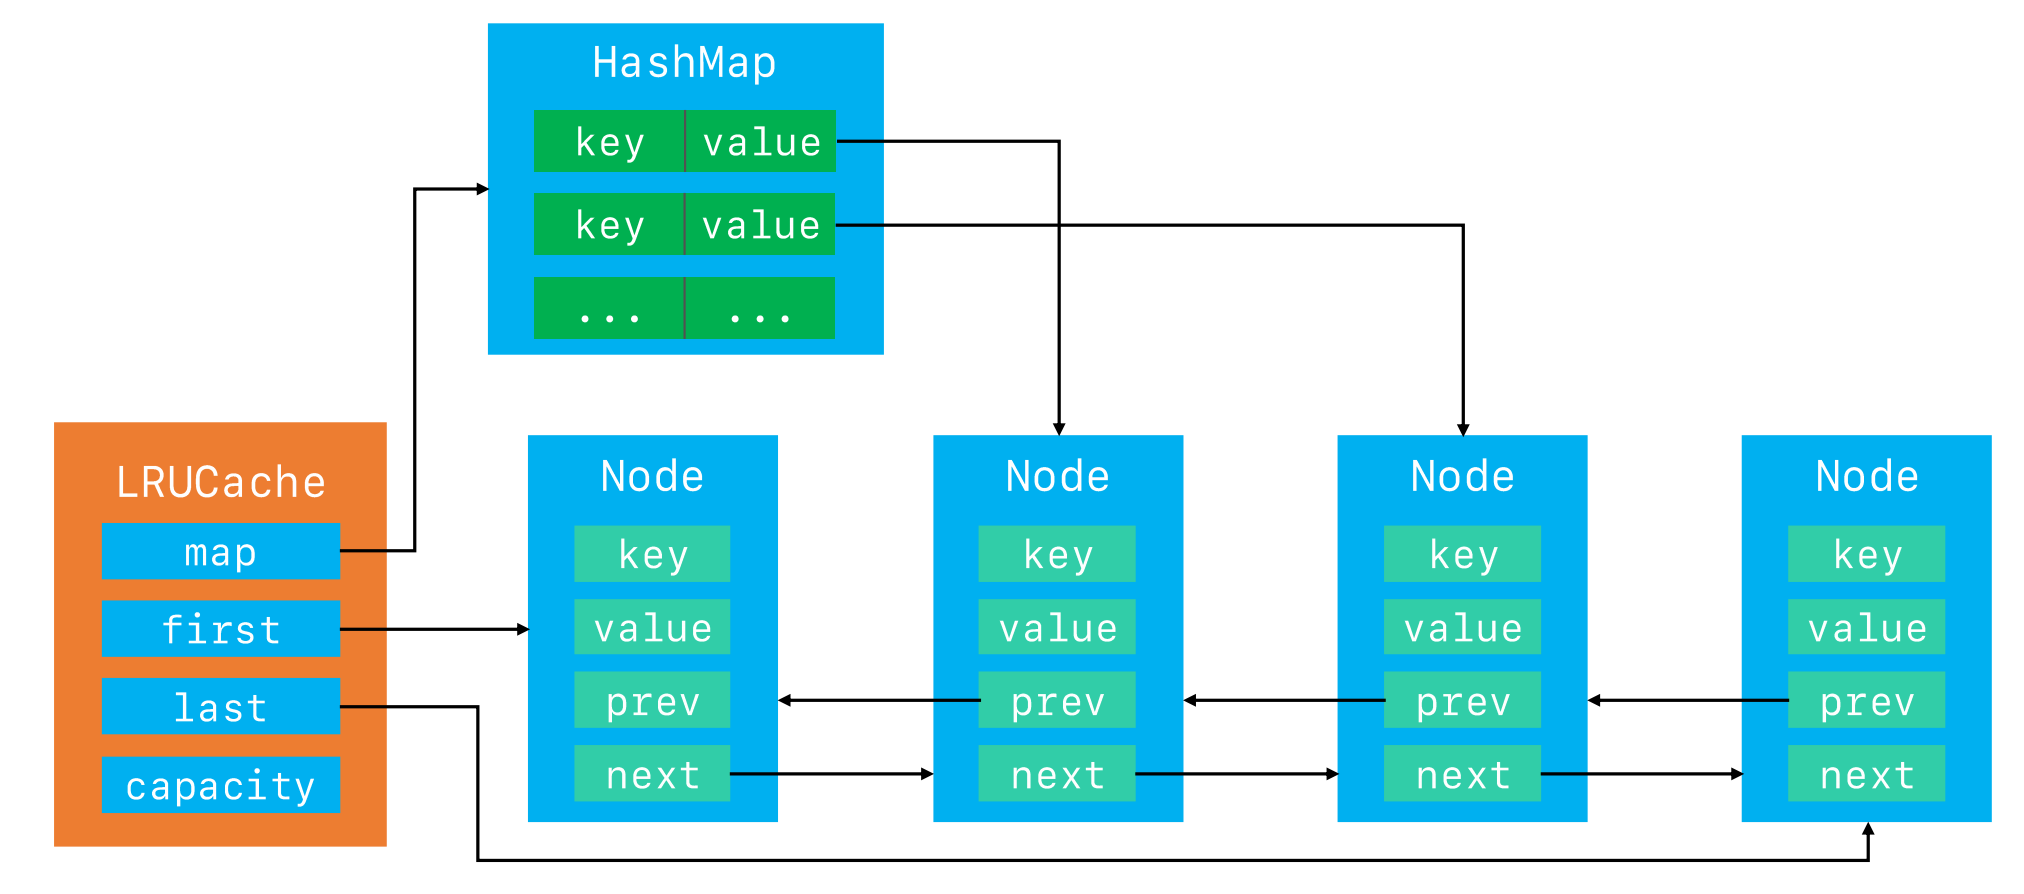 HashMap
key value
key value
... ...
LRUCache
map
first
last
capacity
Node
key
value
prev
next
Node
key
value
prev
next
Node
key
value
prev
next
Node
key
value
prev
next